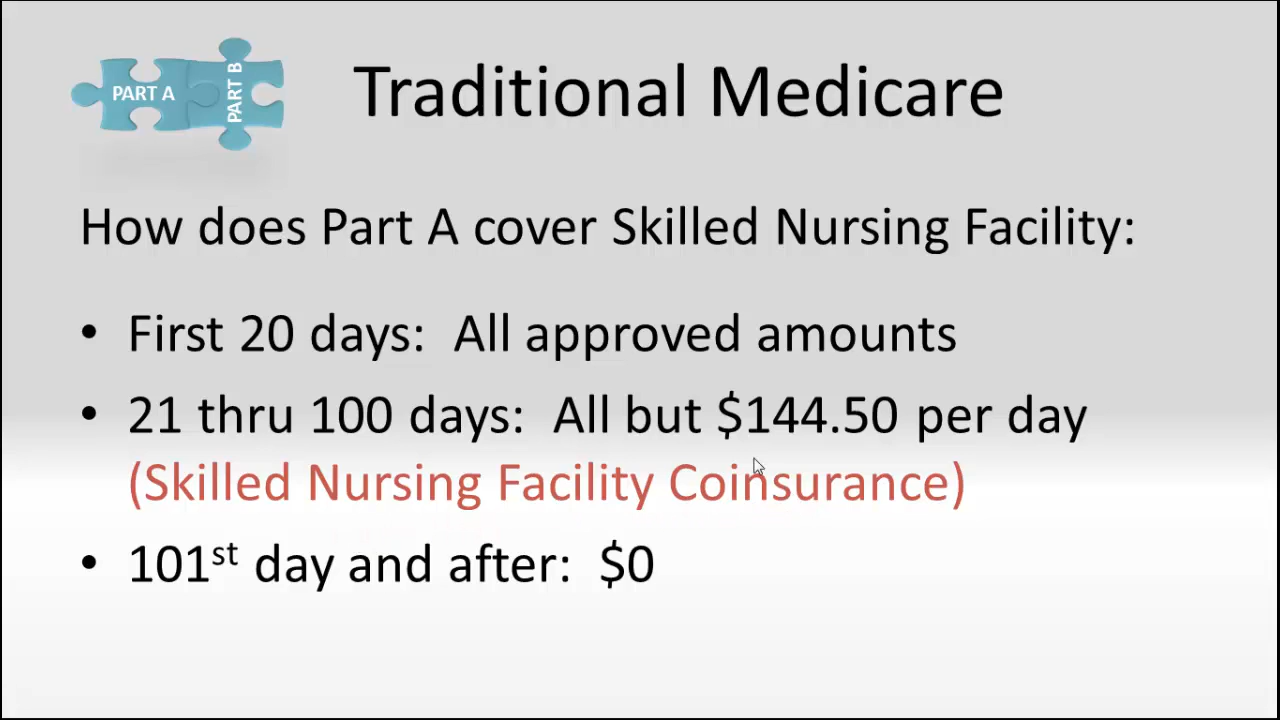 PART A
PART B
Traditional Medicare
How does Part A cover Skilled Nursing Facility:
• First 20 days:  All approved amounts
• 21 thru 100 days:  All but $144.50 per day
(Skilled Nursing Facility Coinsurance)
• 101st day and after:  $0